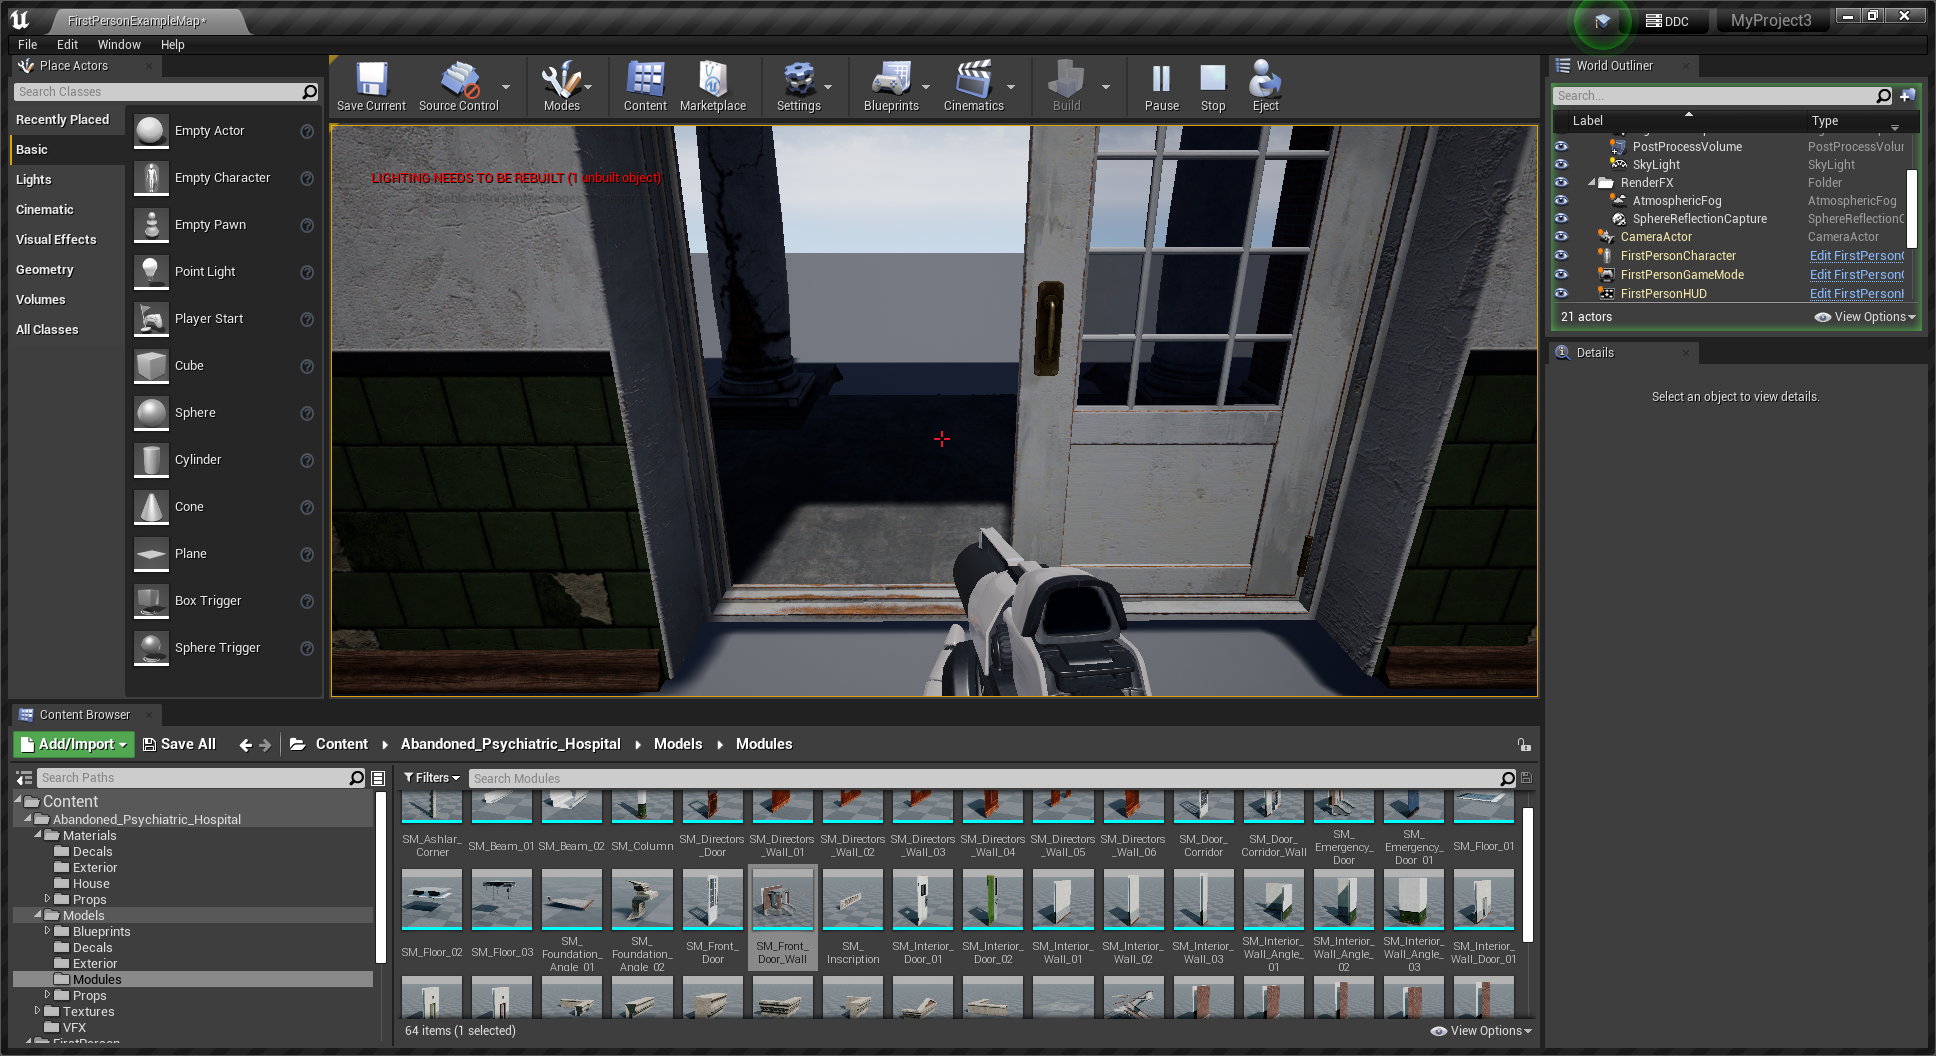 FirstPersonExampleMap*
DDC
MyProject3
File Edit Window Help
Place Actors
Search Classes
Recently Placed
Basic
Lights
Cinematic
Visual Effects
Geometry
Volumes
All Classes
Empty Actor
Empty Character
Empty Pawn
Point Light
Player Start
Cube
Sphere
Cylinder
Cone
Plane
Box Trigger
Sphere Trigger
Save Current
Source Control
Modes
Content
Marketplace
Settings
Blueprints
Cinematics
Build
Pause
Stop
Eject
LIGHTING NEEDS TO BE REBUILT (1 unbuilt object)
World Outliner
Search...
Label Type
PostProcessVolume PostProcessVolur
SkyLight SkyLight
RenderFX Folder
AtmosphericFog AtmosphericFog
SphereReflectionCapture SphereReflectionC
CameraActor CameraActor
FirstPersonCharacter Edit FirstPersonC
FirstPersonGameMode Edit FirstPersonC
FirstPersonHUD Edit FirstPersonH
21 actors
View Options
Details
Select an object to view details.
Content Browser
Add/Import
Save All
Content
Abandoned_Psychiatric_Hospital
Models
Modules
Search Paths
Content
Abandoned_Psychiatric_Hospital
Materials
Decals
Exterior
House
Props
Models
Blueprints
Decals
Exterior
Modules
Props
Textures
VFX
FirstPerson
Filters
Search Modules
SM_Ashlar_
Corner
SM_Beam_01
SM_Beam_02
SM_Column
SM_Directors
_Door
SM_Directors
_Wall_01
SM_Directors
_Wall_02
SM_Directors
_Wall_03
SM_Directors
_Wall_04
SM_Directors
_Wall_05
SM_Directors
_Wall_06
SM_Door_
Corridor
SM_Door_
Corridor_Wall
SM_
Emergency_
Door
SM_
Emergency_
Door_01
SM_Floor_01
SM_Floor_02
SM_Floor_03
SM_
Foundation_
Angle_01
SM_
Foundation_
Angle_02
SM_Front_
Door
SM_Front_
Door_Wall
SM_
Inscription
SM_Interior_
Door_01
SM_Interior_
Door_02
SM_Interior_
Wall_01
SM_Interior_
Wall_02
SM_Interior_
Wall_03
SM_Interior_
Wall_Angle_
01
SM_Interior_
Wall_Angle_
02
SM_Interior_
Wall_Angle_
03
SM_Interior_
Wall_Door_01
64 items (1 selected)
View Options